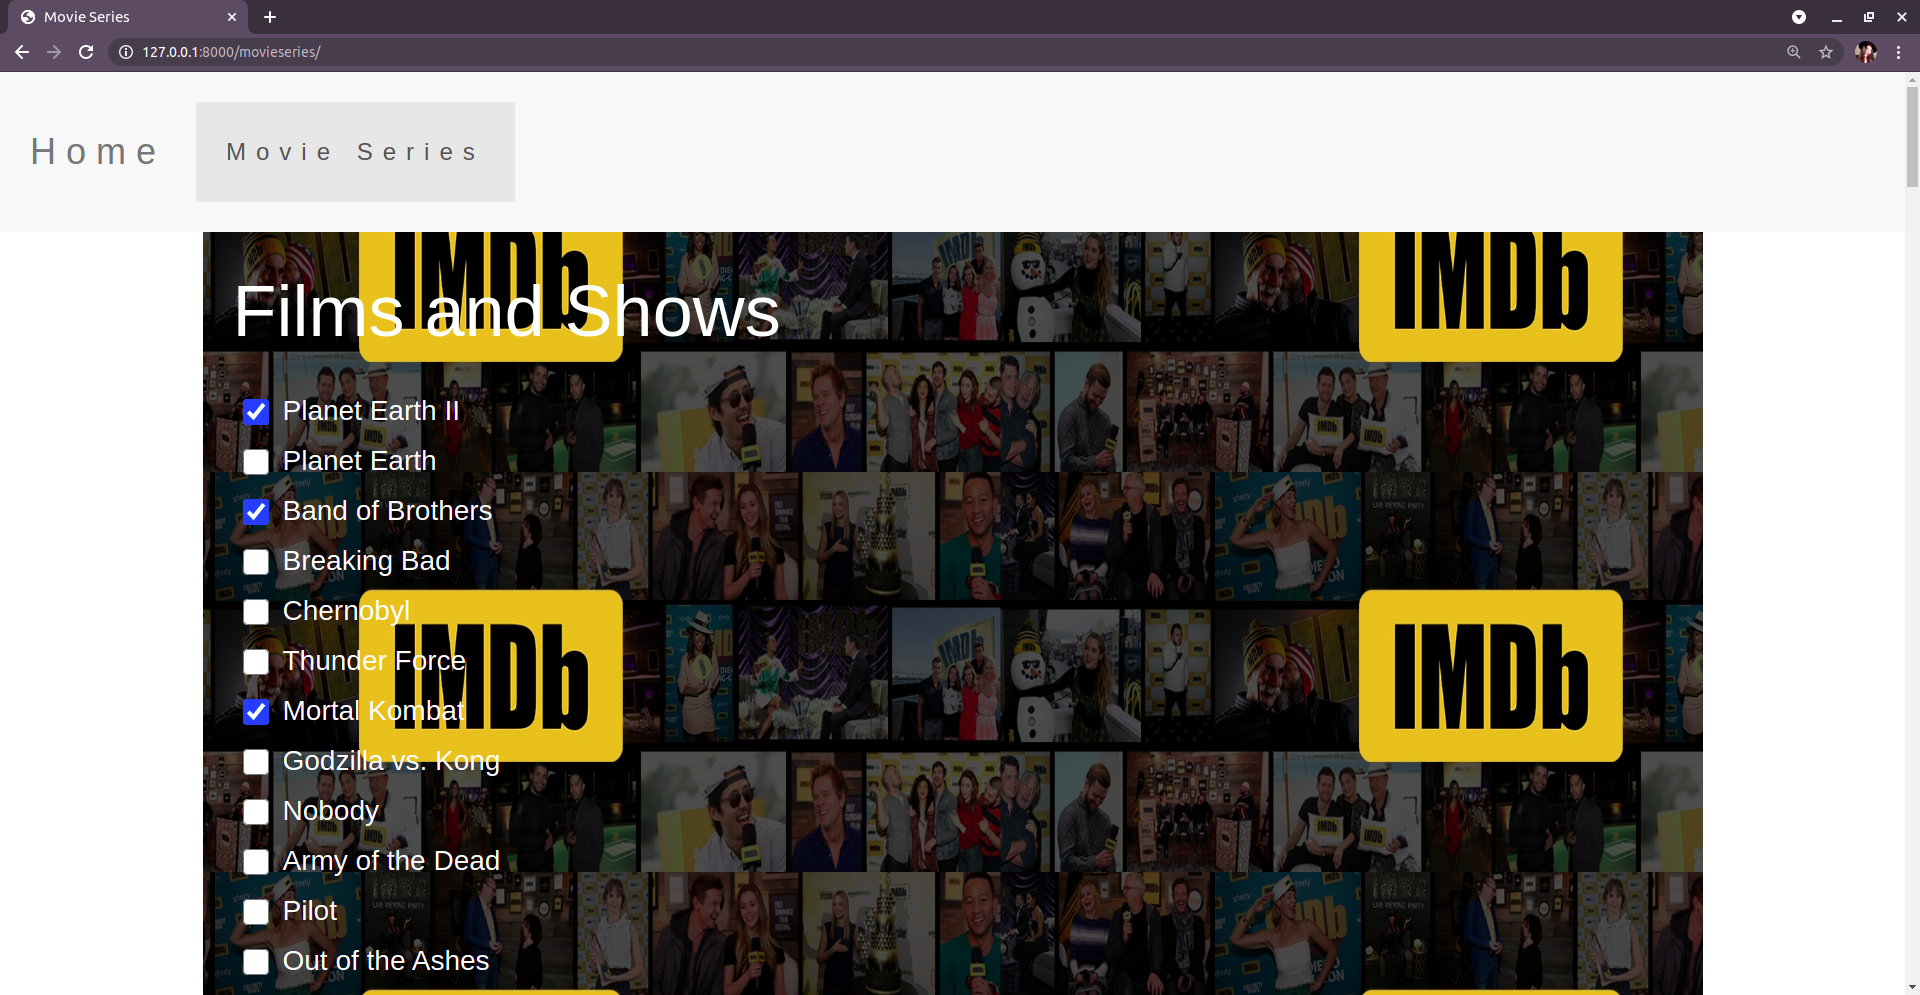 Movie Series
127.0.0.1:8000/movieseries/
Home
Movie Series
IMDb
IMDb
Films and Shows
Planet Earth II
Planet Earth
Band of Brothers
Breaking Bad
Chernobyl
Thunder Force
IMDb
IMDb
Mortal Kombat
Godzilla vs. Kong
Nobody
Army of the Dead
Pilot
Out of the Ashes